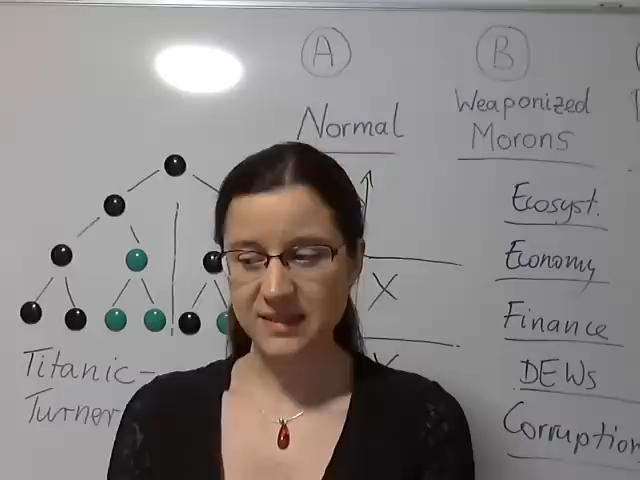 A
B
Normal
Weaponized
Morons
X
Ecosyst.
Economy
Finance
DEWs
Corruption
Titanic-
Turner